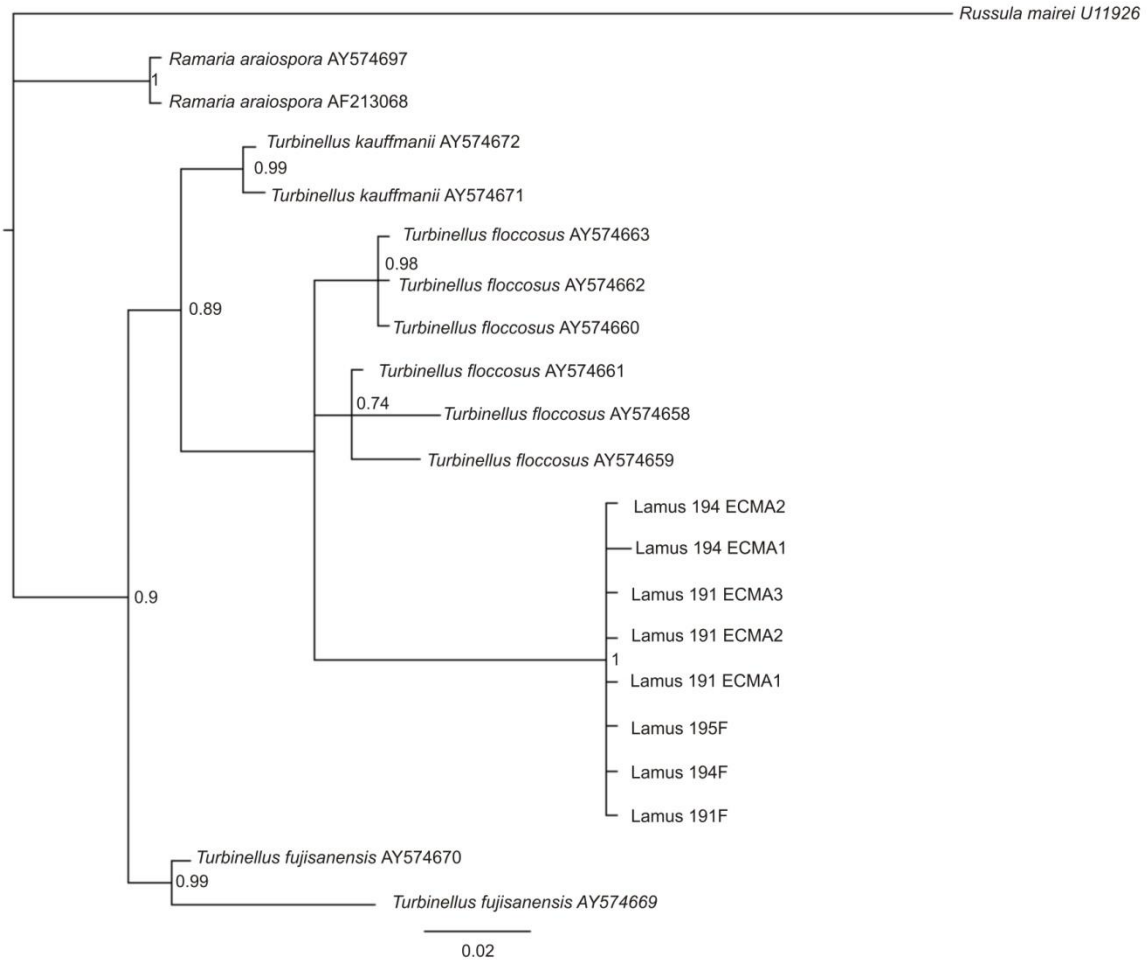 Russula mairei U11926
Ramaria araiospora AY574697
1
Ramaria araiospora AF213068
Turbinellus kauffmanii AY574672
0.99
Turbinellus kauffmanii AY574671
Turbinellus floccosus AY574663
0.98
Turbinellus floccosus AY574662
0.89
Turbinellus floccosus AY574660
Turbinellus floccosus AY574661
0.74
Turbinellus floccosus AY574658
Turbinellus floccosus AY574659
Lamus 194 ECMA2
Lamus 194 ECMA1
Lamus 191 ECMA3
0.9
Lamus 191 ECMA2
1
Lamus 191 ECMA1
Lamus 195F
Lamus 194F
Lamus 191F
Turbinellus fujisanensis AY574670
0.99
Turbinellus fujisanensis AY574669
0.02